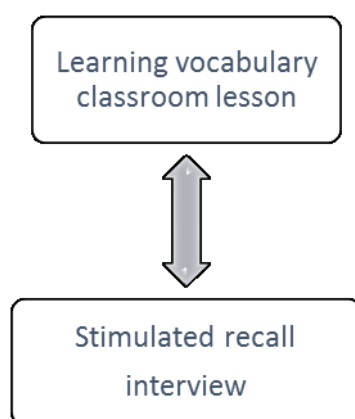 Learning vocabulary
classroom lesson
Stimulated recall
interview